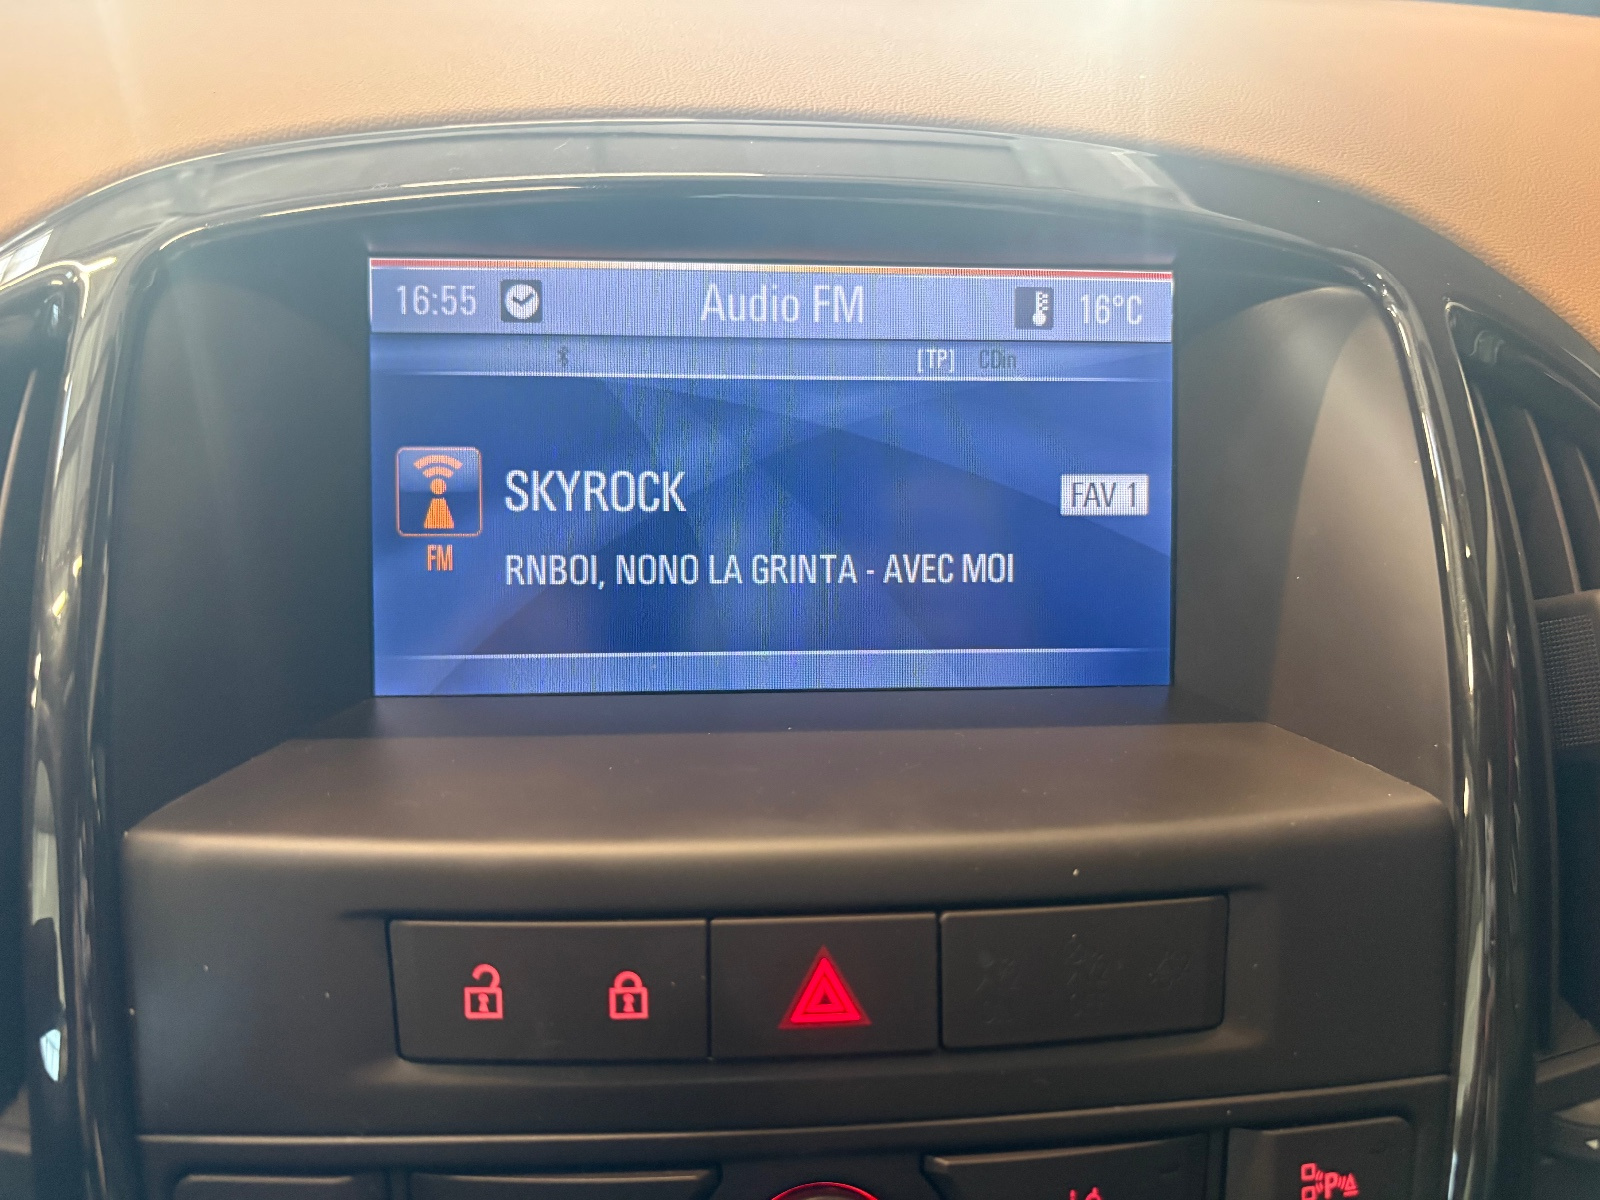 16:55 Audio FM 16°C
[TP] CDin
SKYROCK FAV 1
FM
RNBOI, NONO LA GRINTA - AVEC MOI
P